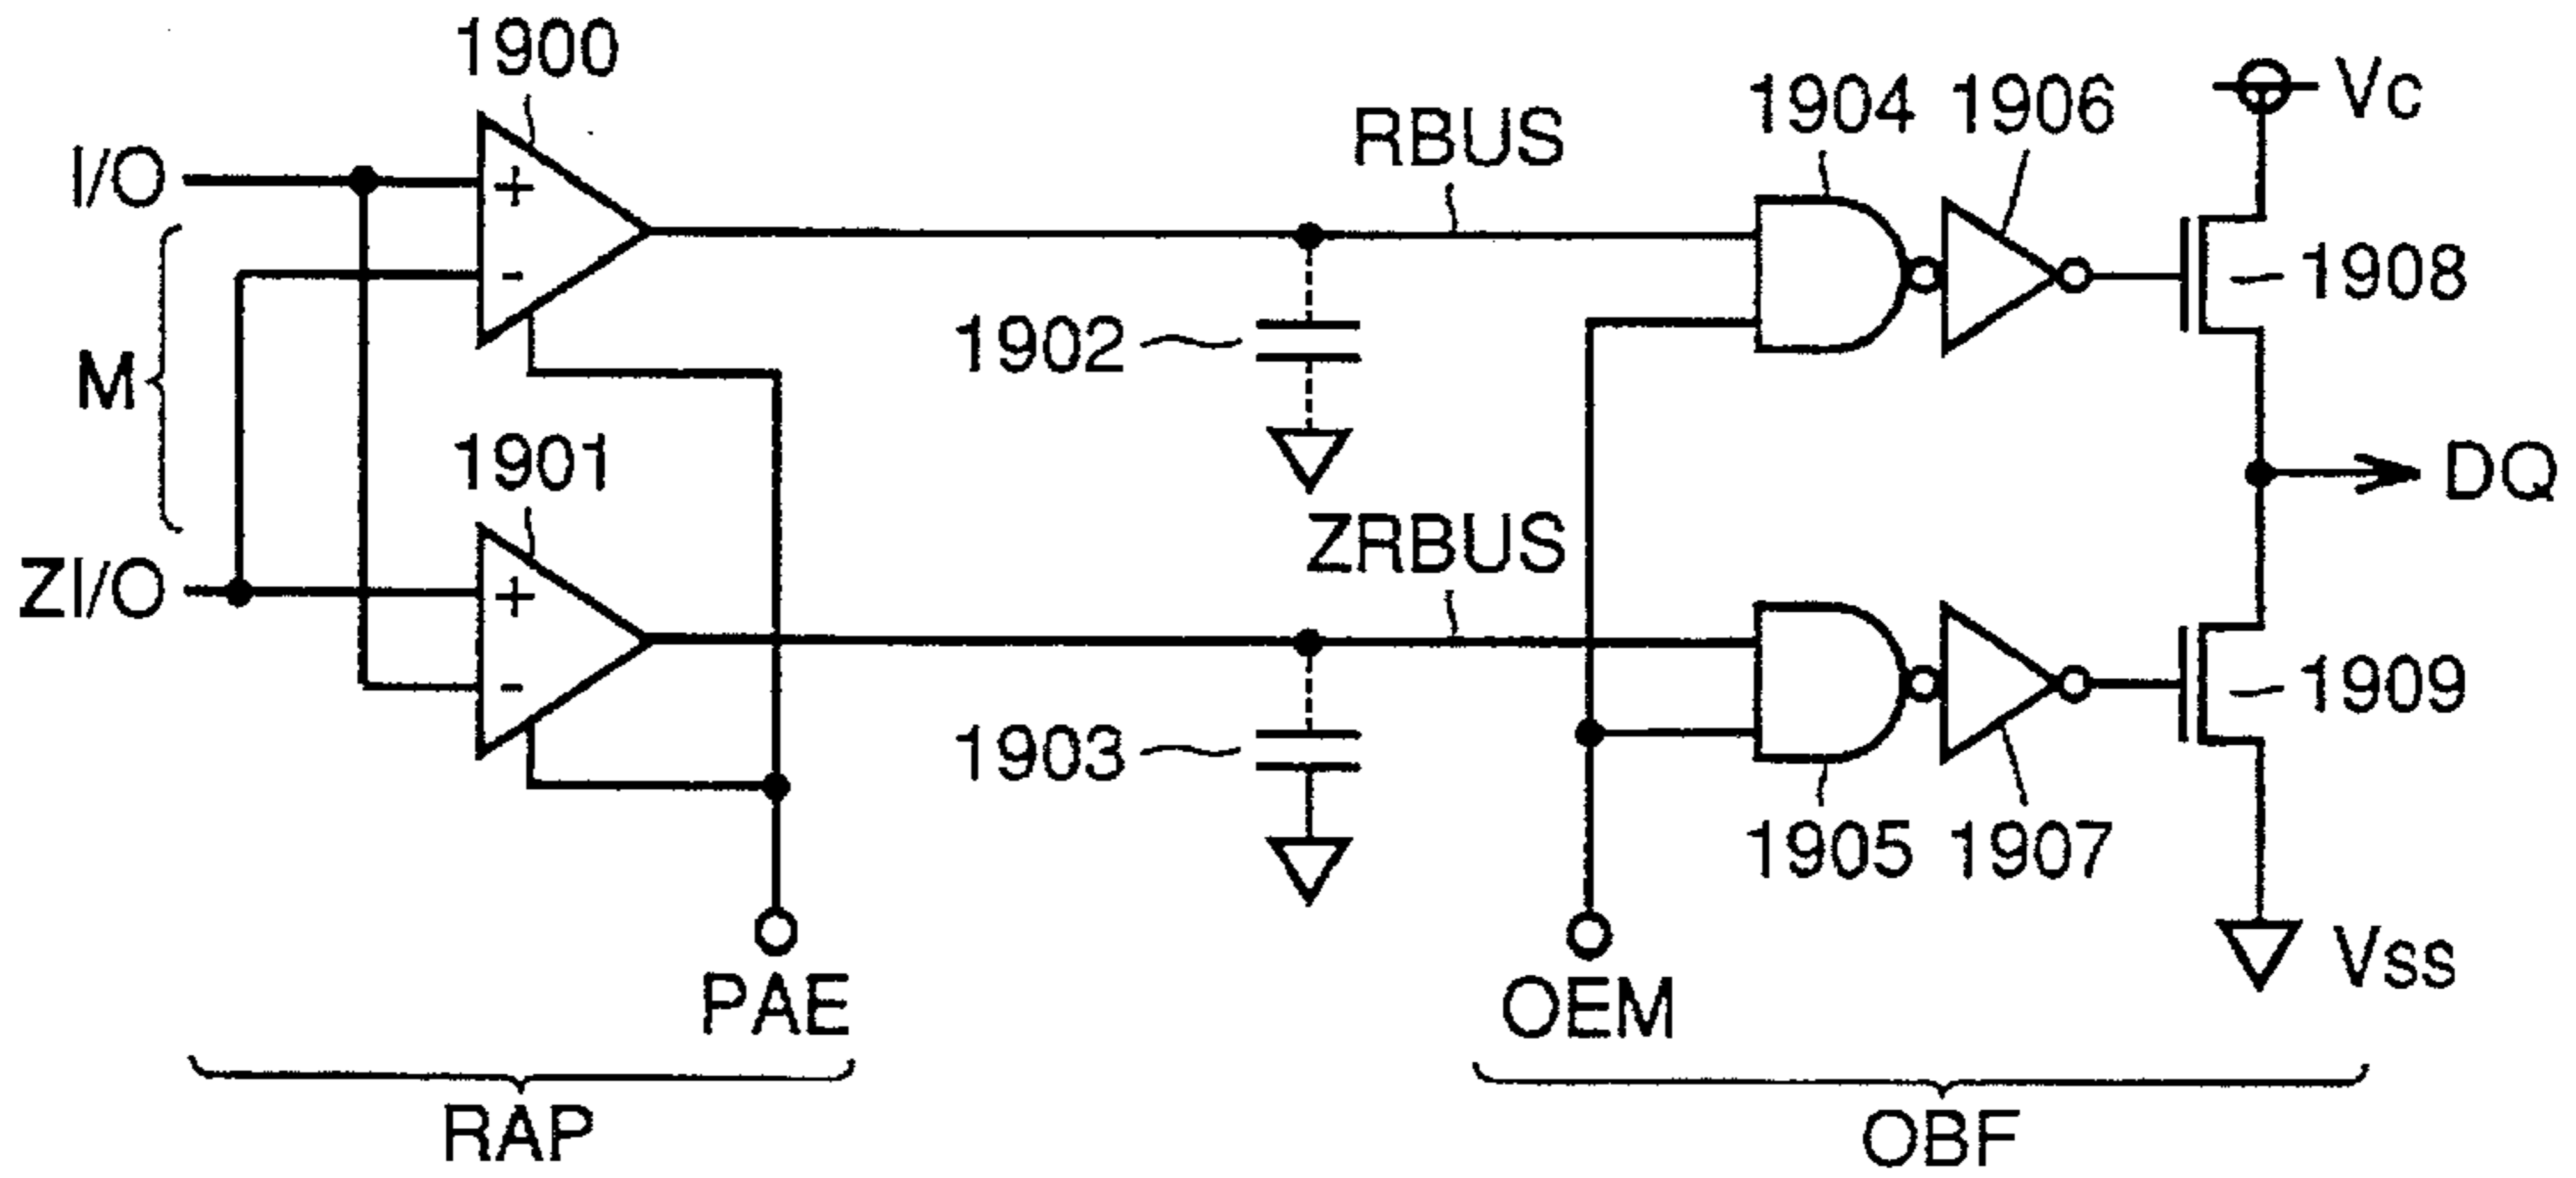 1900
I/O
+
-
M
RBUS
1904
1906
Vc
1908
1902
1901
ZI/O
+
-
ZRBUS
DQ
1903
1909
1905
1907
Vss
PAE
OEM
RAP
OBF